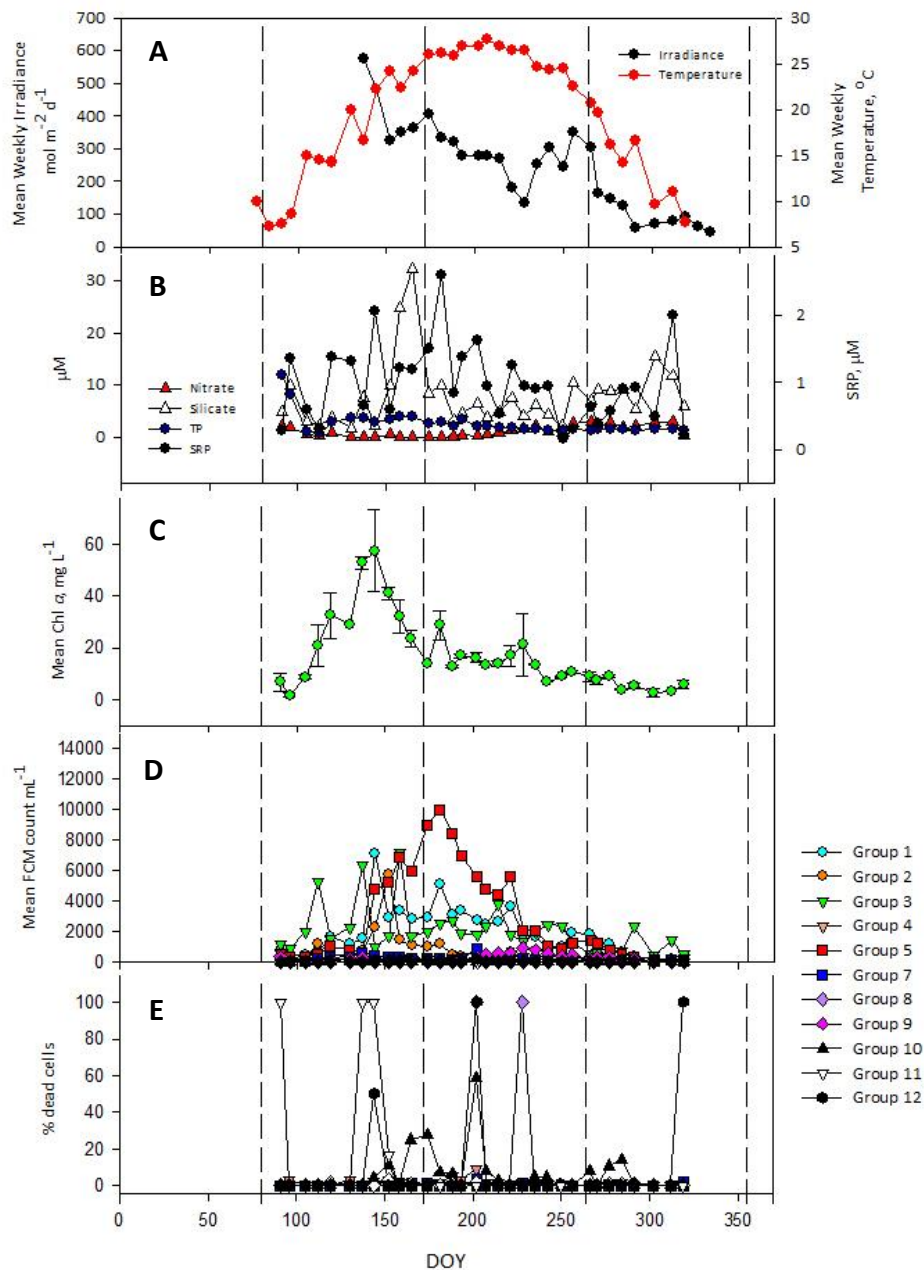 A
Mean Weekly Irradiance
mol m-2 d-1
700
600
500
400
300
200
100
0
Irradiance
Temperature
30
25
20
15
10
5
Mean Weekly
Temperature, oC
B
µM
30
20
10
0
Nitrate
Silicate
TP
SRP
2
1
0
SRP, µM
C
Mean Chl α, mg L-1
60
40
20
0
D
Mean FCM count mL-1
14000
12000
10000
8000
6000
4000
2000
0
E
% dead cells
100
80
60
40
20
0
Group 1
Group 2
Group 3
Group 4
Group 5
Group 7
Group 8
Group 9
Group 10
Group 11
Group 12
0 50 100 150 200 250 300 350
DOY